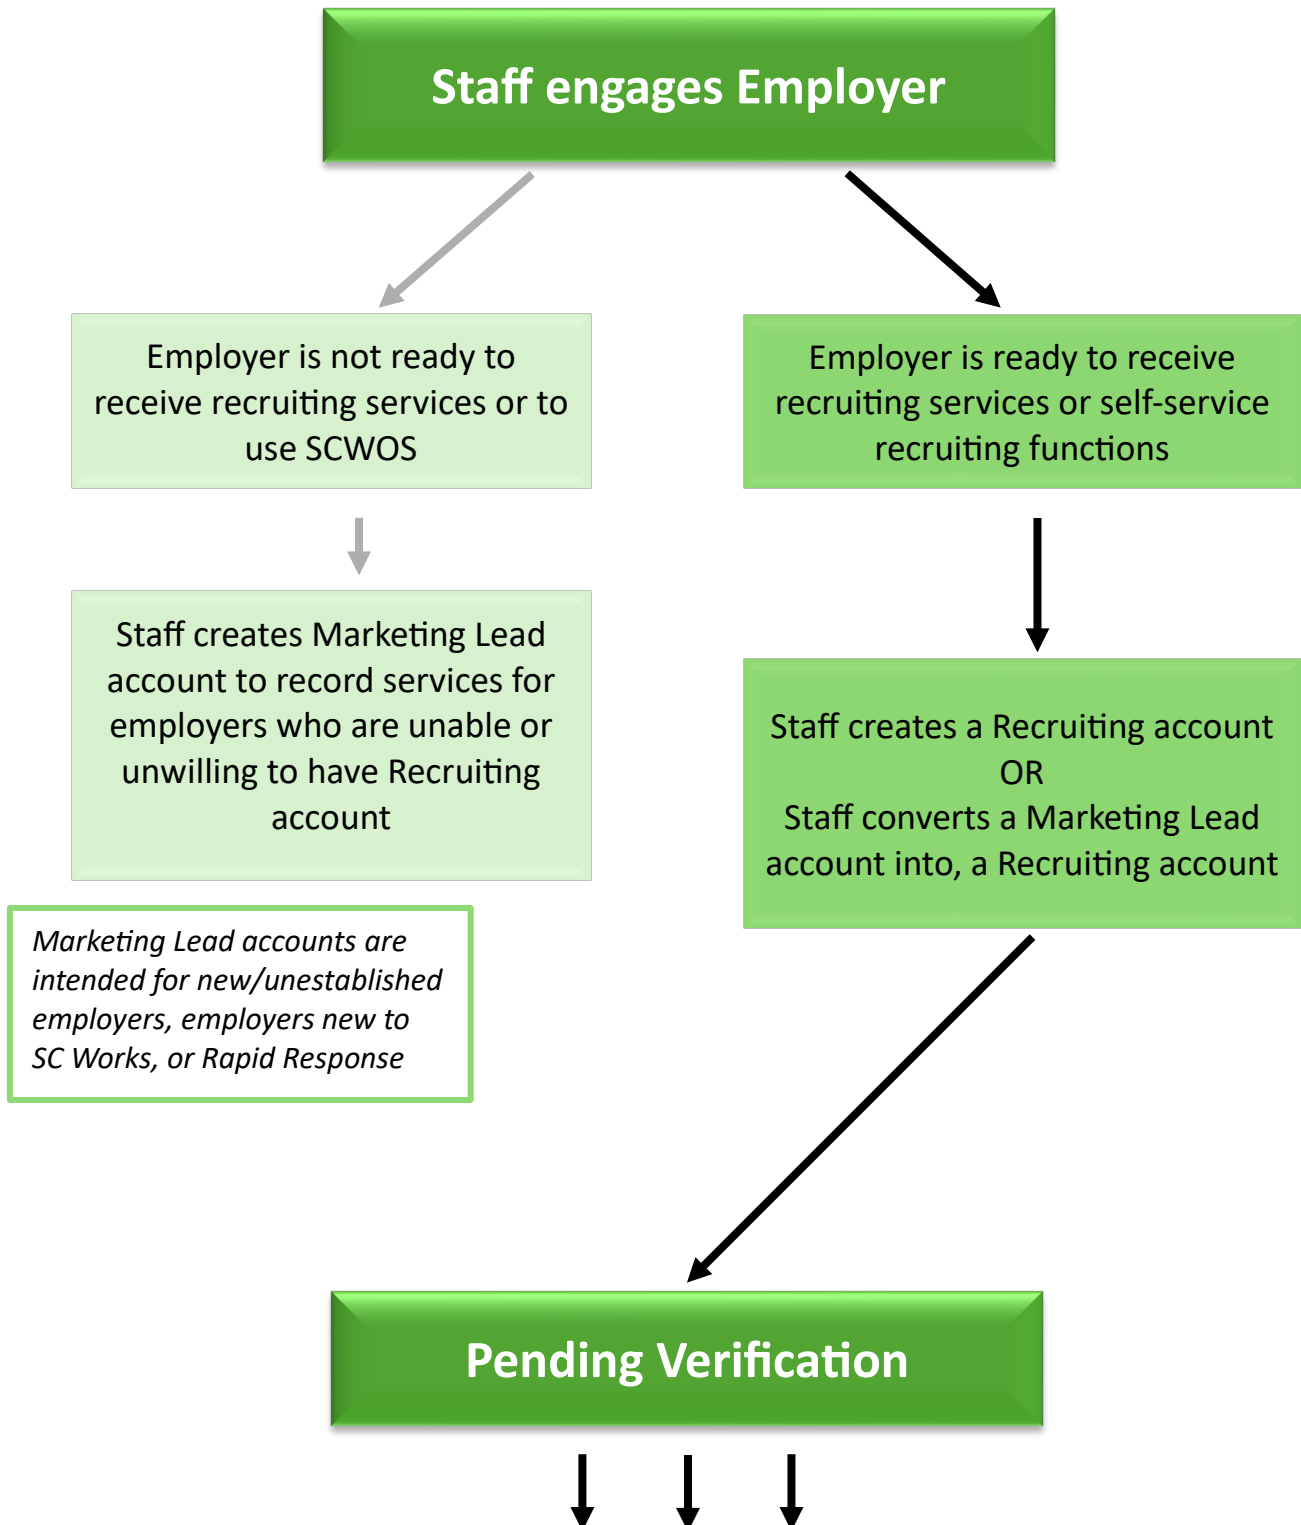 Staff engages Employer
Employer is not ready to
receive recruiting services or to
use SCWOS
Employer is ready to receive
recruiting services or self-service
recruiting functions
Staff creates Marketing Lead
account to record services for
employers who are unable or
unwilling to have Recruiting
account
Staff creates a Recruiting account
OR
Staff converts a Marketing Lead
account into, a Recruiting account
Marketing Lead accounts are
intended for new/unestablished
employers, employers new to
SC Works, or Rapid Response
Pending Verification